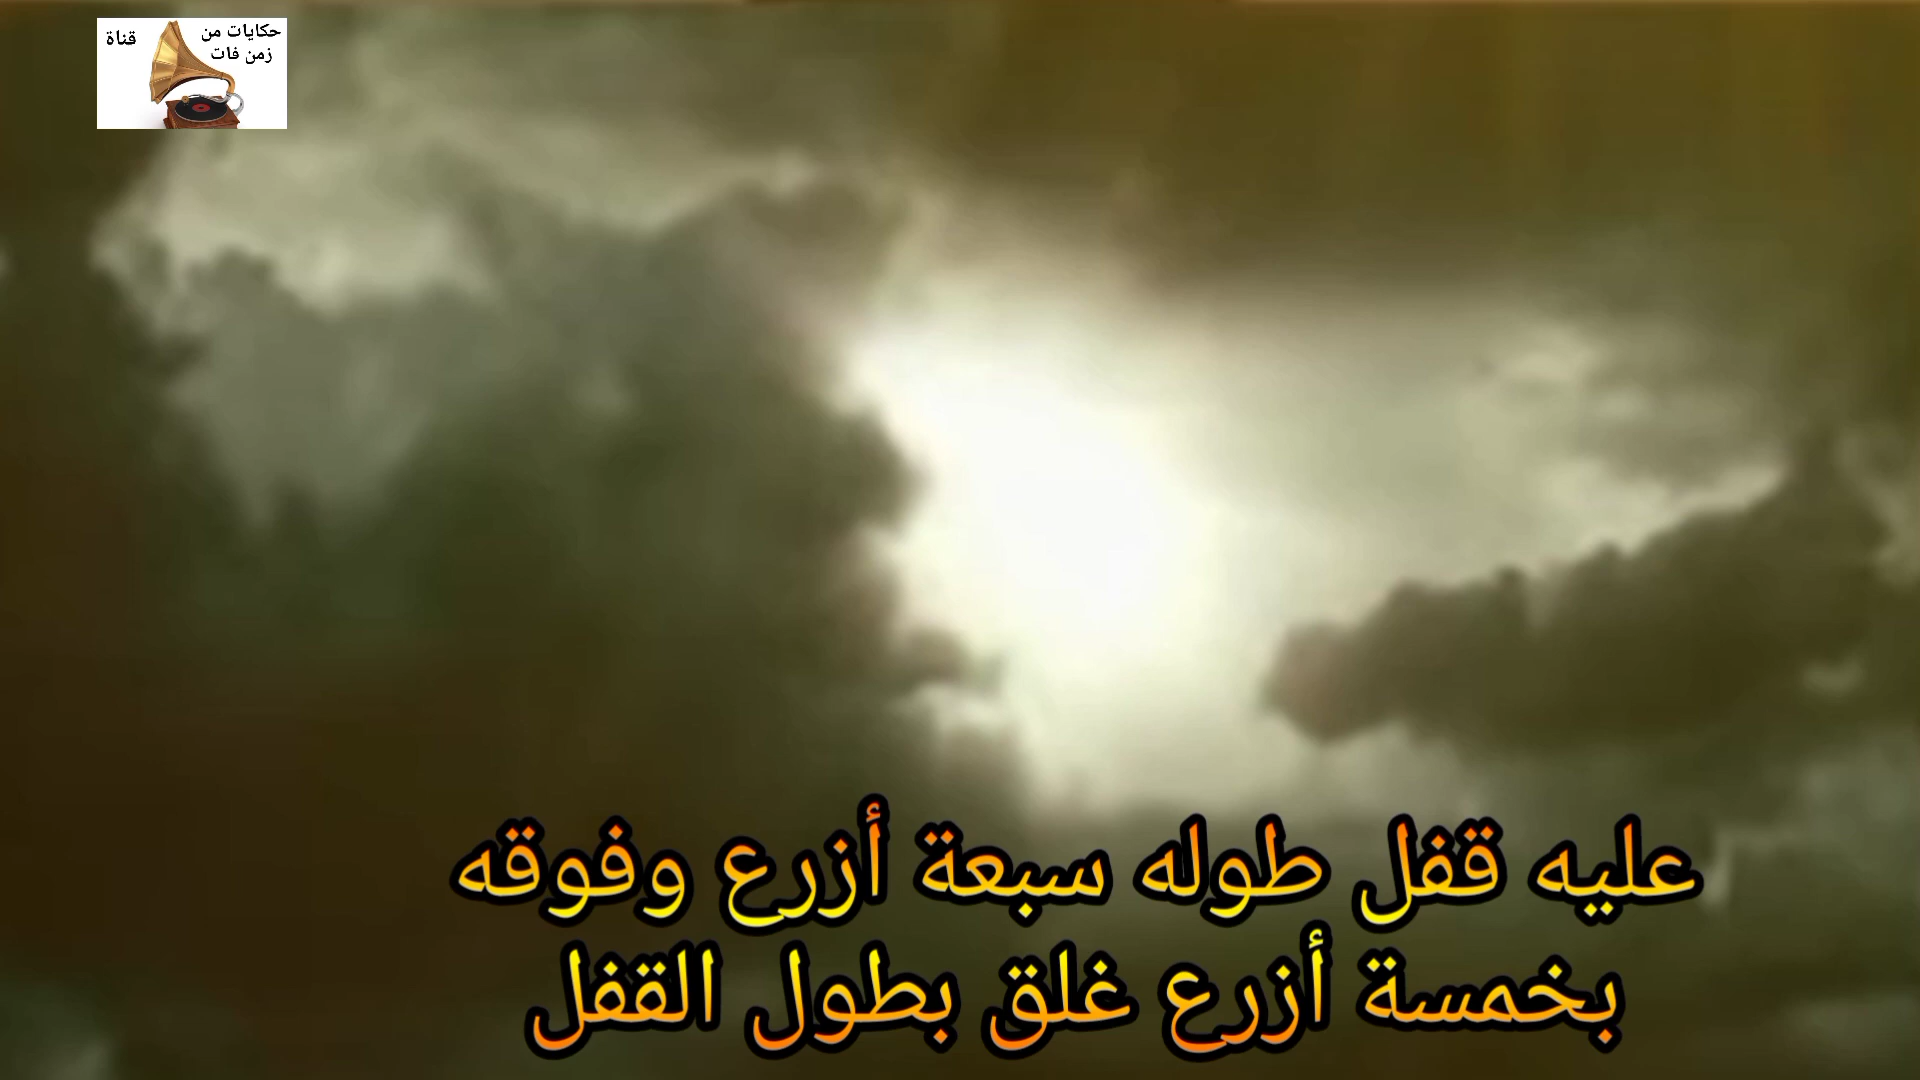 قناة
حكايات من
زمن فات
عليه قفل طوله سبعة أزرع وفوقه
بخمسة أزرع غلق بطول القفل